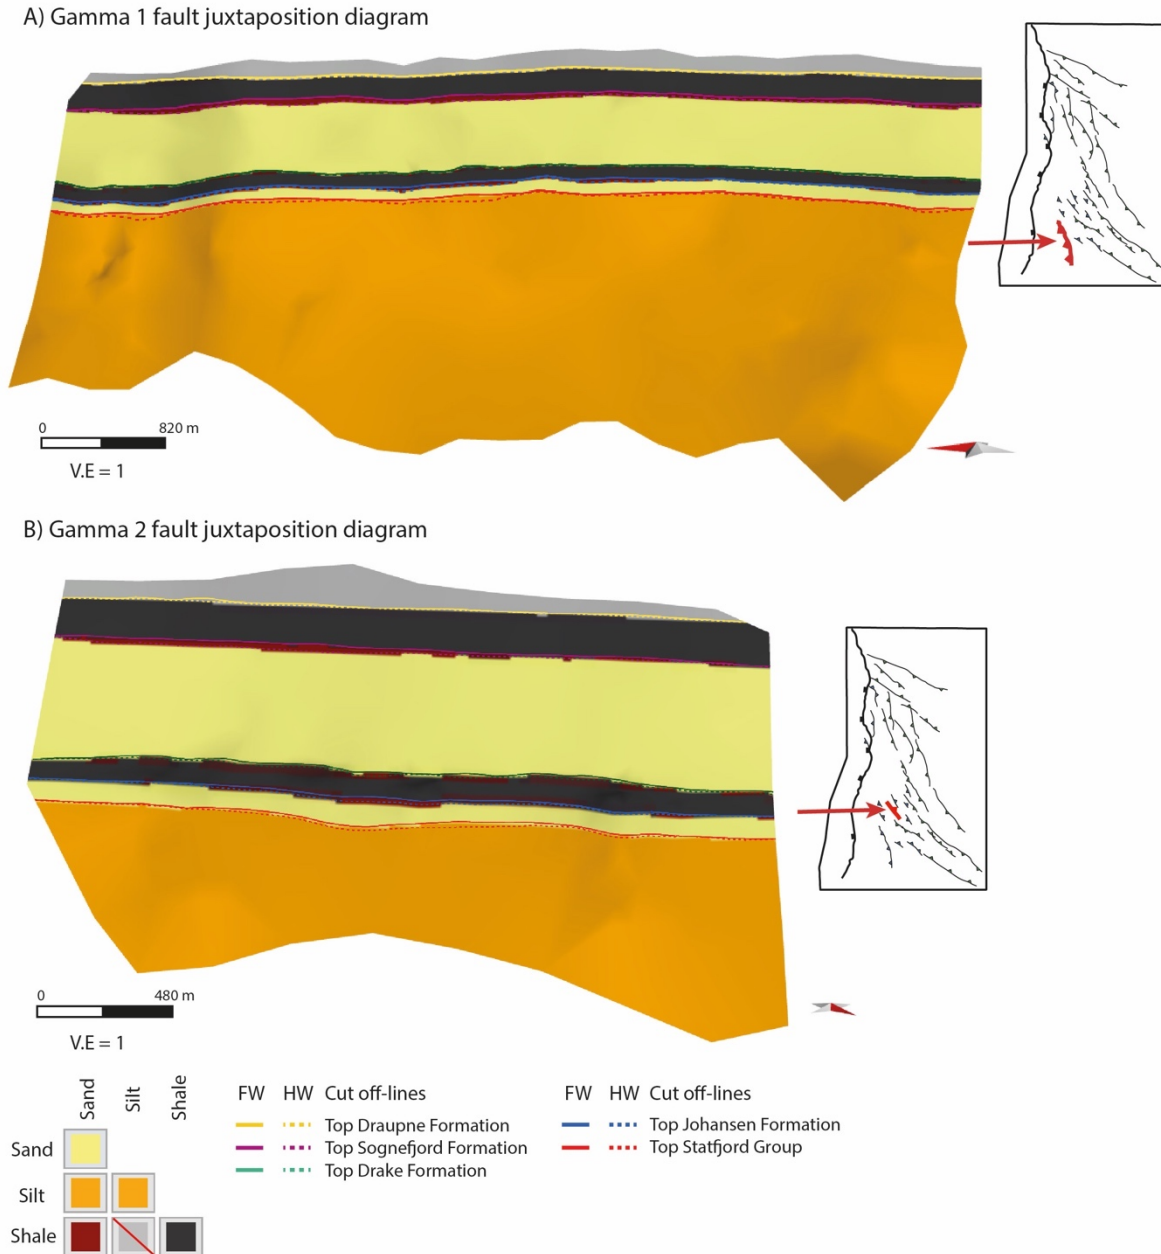 A) Gamma 1 fault juxtaposition diagram
0 820 m
V.E = 1
B) Gamma 2 fault juxtaposition diagram
0 480 m
V.E = 1
Sand Silt Shale
Sand
Silt
Shale
FW HW Cut off-lines
Top Draupne Formation
Top Sognefjord Formation
Top Drake Formation
FW HW Cut off-lines
Top Johansen Formation
Top Statfjord Group